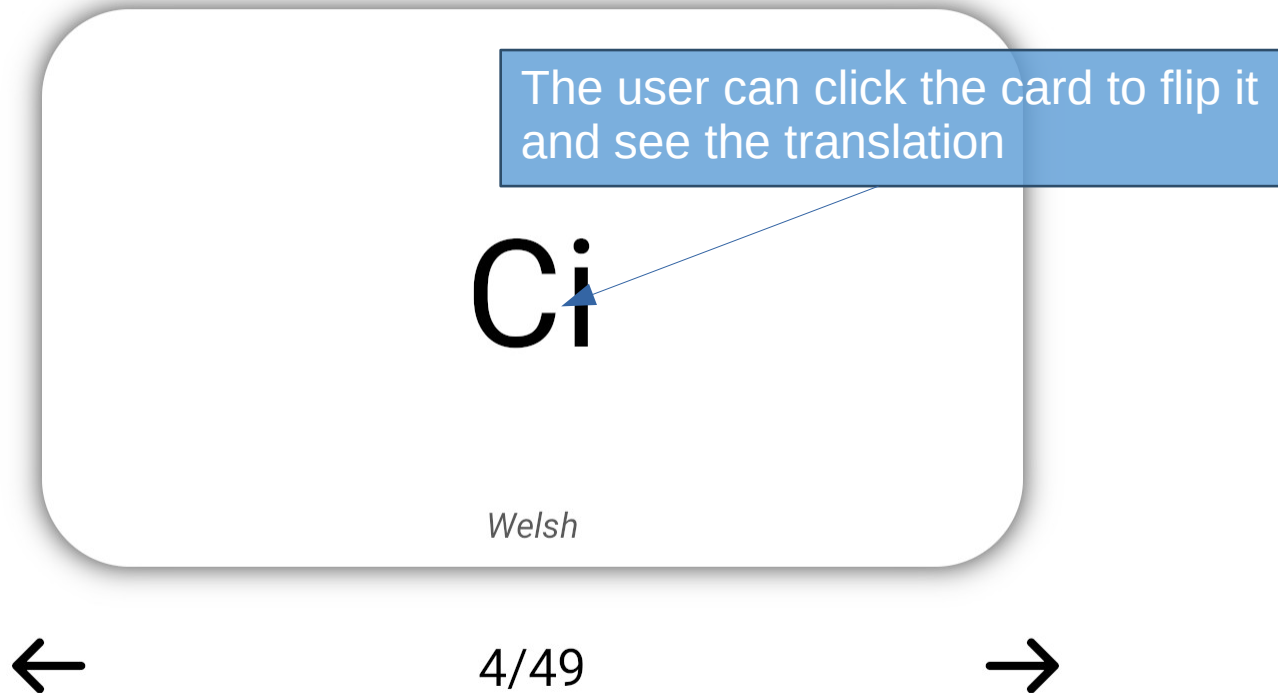 The user can click the card to flip it
and see the translation
Ci
Welsh
4/49